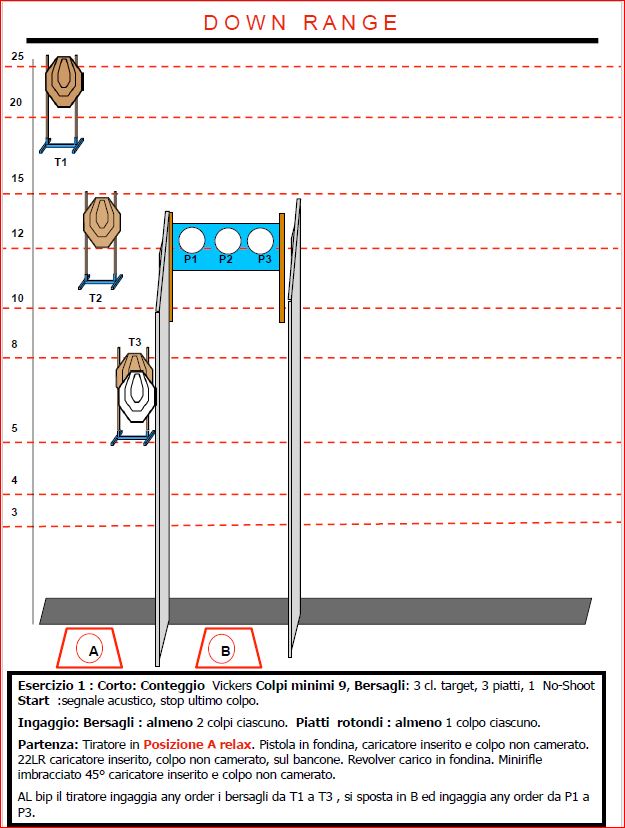 DOWN RANGE
25
20
T1
15
T2
12
P1 P2 P3
10
8
T3
5
4
3
A
B
Esercizio 1 : Corto: Conteggio Vickers Colpi minimi 9, Bersagli: 3 cl. target, 3 piatti, 1 No-Shoot
Start :segnale acustico, stop ultimo colpo.
Ingaggio: Bersagli : almeno 2 colpi ciascuno. Piatti rotondi : almeno 1 colpo ciascuno.
Partenza: Tiratore in Posizione A relax. Pistola in fondina, caricatore inserito e colpo non camerato.
22LR caricatore inserito, colpo non camerato, sul bancone. Revolver carico in fondina. Minirifle
imbracciato 45° caricatore inserito e colpo non camerato.
AL bip il tiratore ingaggia any order i bersagli da T1 a T3 , si sposta in B ed ingaggia any order da P1 a
P3.